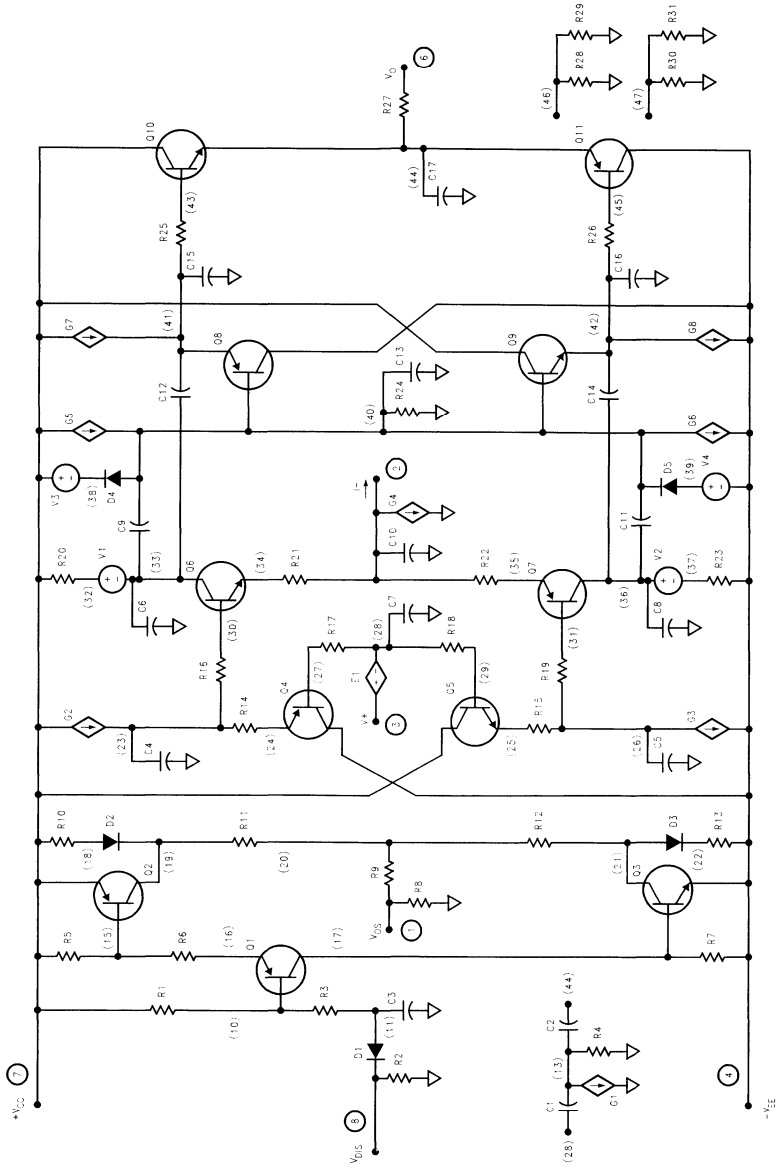 +VCC
7
R1
R5
R10
G2
R20
V3
G5
G7
Q10
(15)
(18)
D2
(32)
V1
(38)
D4
Q2
(19)
(23)
C4
C6
(33)
C9
C12
(41)
C15
R25
(43)
R6
(16)
R11
R14
R16
(30)
Q6
Q8
(10)
Q1
(24)
Q4
(34)
R21
R3
(17)
(20)
(27)
R17
(28)
C7
I-
2
C10
G4
(40)
R24
C13
(44)
C17
R27
VO
6
VDIS
8
D1
(11)
C3
R2
VOS
1
R9
R8
V+
3
E1
R18
(29)
R22
Q5
(35)
Q9
R12
(25)
R15
R19
(31)
Q7
C14
(42)
C16
R26
(45)
Q11
(21)
D3
(22)
R13
Q3
R7
(26)
C5
G3
(36)
C8
V2
(37)
R23
C11
D5
(39)
V4
G6
G8
(28)
C1
(13)
C2
(44)
G1
R4
4
-VEE
(46)
R28
R29
(47)
R30
R31